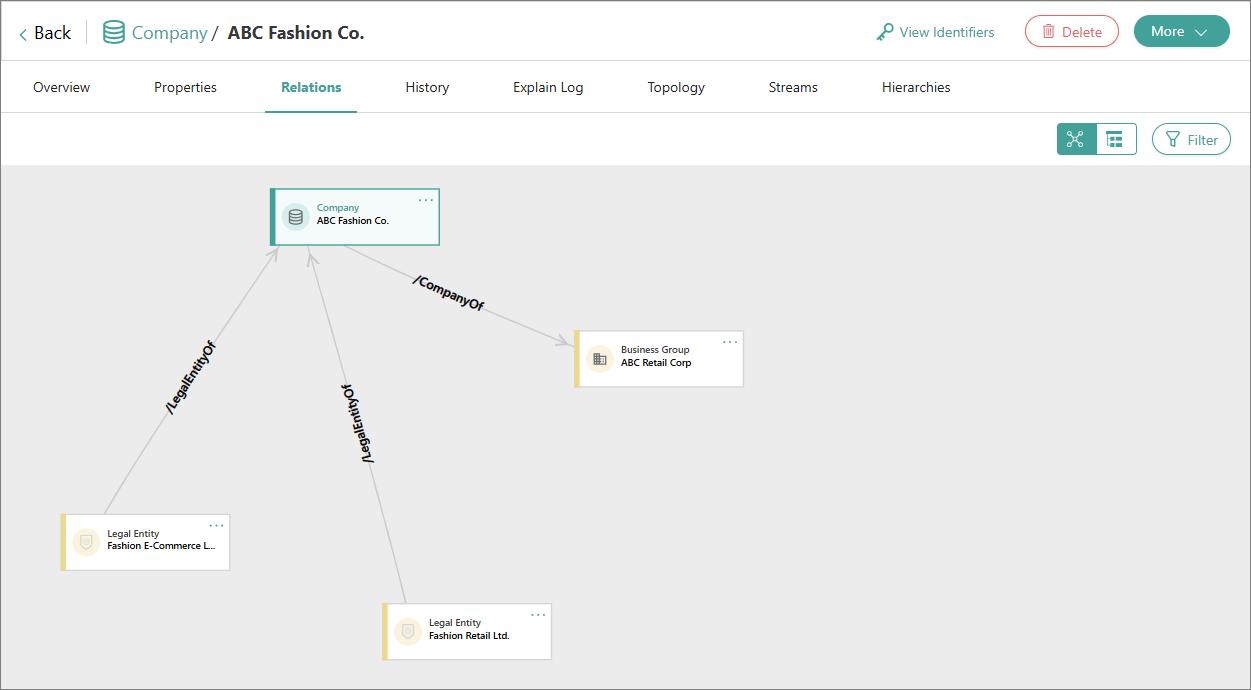 Back
Company / ABC Fashion Co.
View Identifiers
Delete
More
Overview
Properties
Relations
History
Explain Log
Topology
Streams
Hierarchies
Filter
Company
ABC Fashion Co.
/CompanyOf
Business Group
ABC Retail Corp
/LegalEntityOf
/LegalEntityOf
Legal Entity
Fashion E-Commerce L...
Legal Entity
Fashion Retail Ltd.